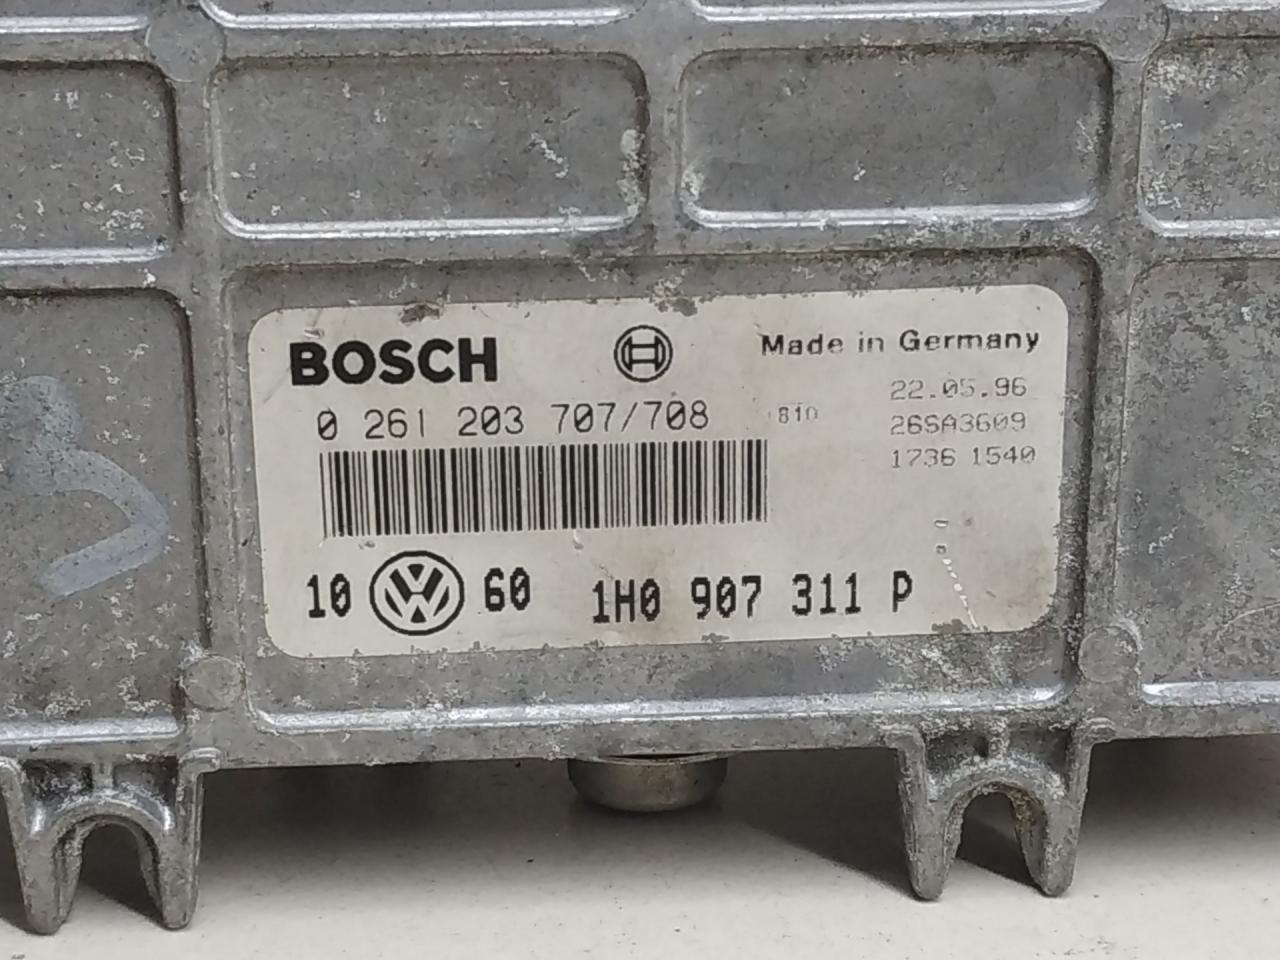 BOSCH
Made in Germany
22.05.96
0 261 203 707/708
810
26SA3609
1736 1540
10 VW 60 1H0 907 311 P